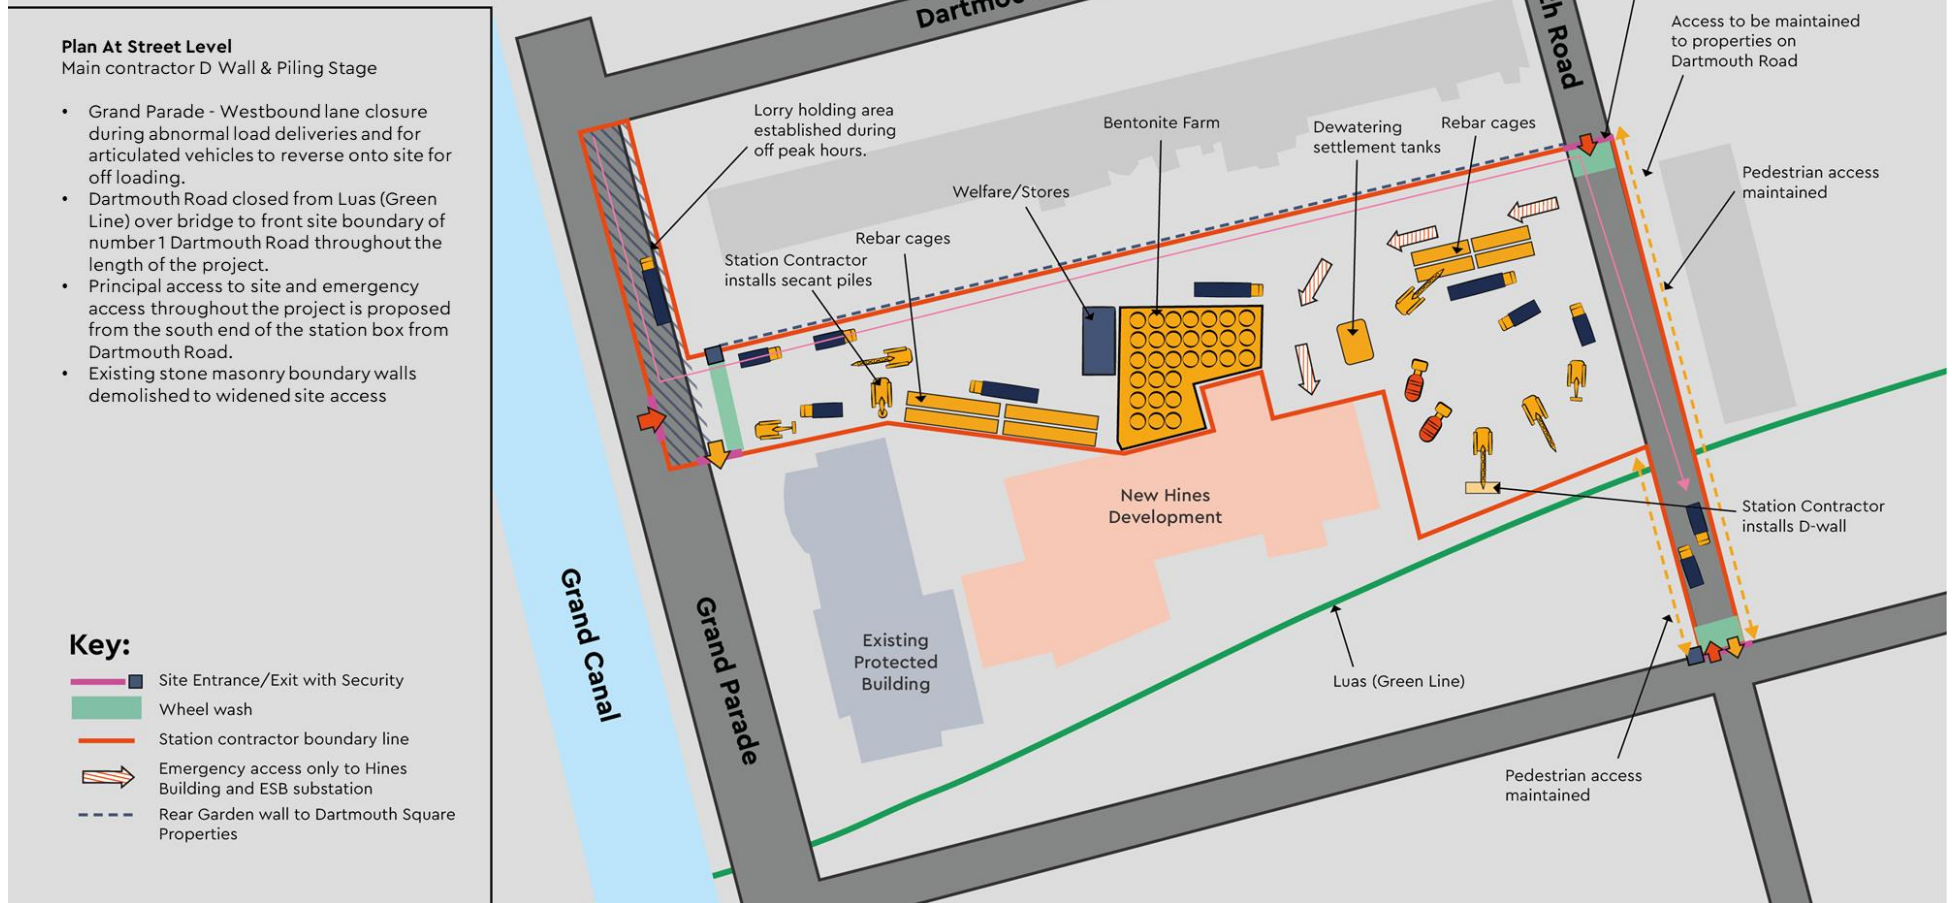 Plan At Street Level
Main contractor D Wall & Piling Stage
• Grand Parade - Westbound lane closure
during abnormal load deliveries and for
articulated vehicles to reverse onto site for
off loading.
• Dartmouth Road closed from Luas (Green
Line) over bridge to front site boundary of
number 1 Dartmouth Road throughout the
length of the project.
• Principal access to site and emergency
access throughout the project is proposed
from the south end of the station box from
Dartmouth Road.
• Existing stone masonry boundary walls
demolished to widened site access
Key:
Site Entrance/Exit with Security
Wheel wash
Station contractor boundary line
Emergency access only to Hines
Building and ESB substation
Rear Garden wall to Dartmouth Square
Properties
Road
Access to be maintained
to properties on
Dartmouth Road
Lorry holding area
established during
off peak hours.
Bentonite Farm
Dewatering
settlement tanks
Rebar cages
Pedestrian access
maintained
Welfare/Stores
Rebar cages
Station Contractor
installs secant piles
New Hines
Development
Station Contractor
installs D-wall
Grand Canal
Grand Parade
Existing
Protected
Building
Luas (Green Line)
Pedestrian access
maintained